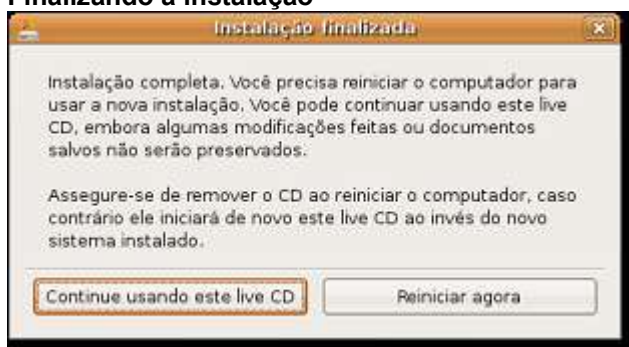 Finalizando a instalação
Instalação finalizada
Instalação completa. Você precisa reiniciar o computador para
usar a nova instalação. Você pode continuar usando este live
CD, embora algumas modificações feitas ou documentos
salvos não serão preservados.
Assegure-se de remover o CD ao reiniciar o computador, caso
contrário ele iniciará de novo este live CD ao invés do novo
sistema instalado.
Continue usando este live CD
Reiniciar agora